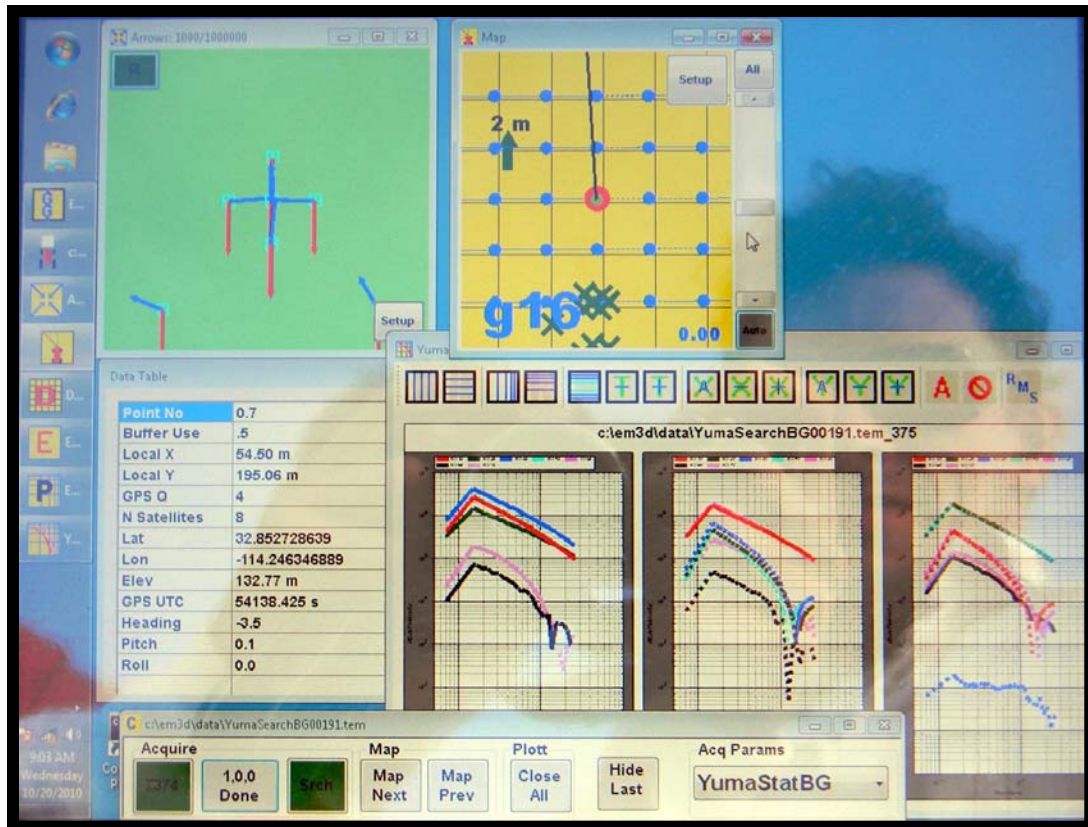 Arrows: 1000/1000000
R
Setup
Map
Setup
All
2 m
g16
0.00
Auto
E...
C...
A...
D...
E...
E...
Y...
Data Table
Point No 0.7
Buffer Use .5
Local X 54.50 m
Local Y 195.06 m
GPS Q 4
N Satellites 8
Lat 32.852728639
Lon -114.246346889
Elev 132.77 m
GPS UTC 54138.425 s
Heading -3.5
Pitch 0.1
Roll 0.0
Yuma
A
RMS
c:\em3d\data\YumaSearchBG00191.tem_375
c:\em3d\data\YumaSearchBG00191.tem
Acquire
Map
Plott
Acq Params
1,0,0
Done
Srch
Map
Next
Map
Prev
Close
All
Hide
Last
YumaStatBG
9:03 AM
Wednesday
10/20/2010